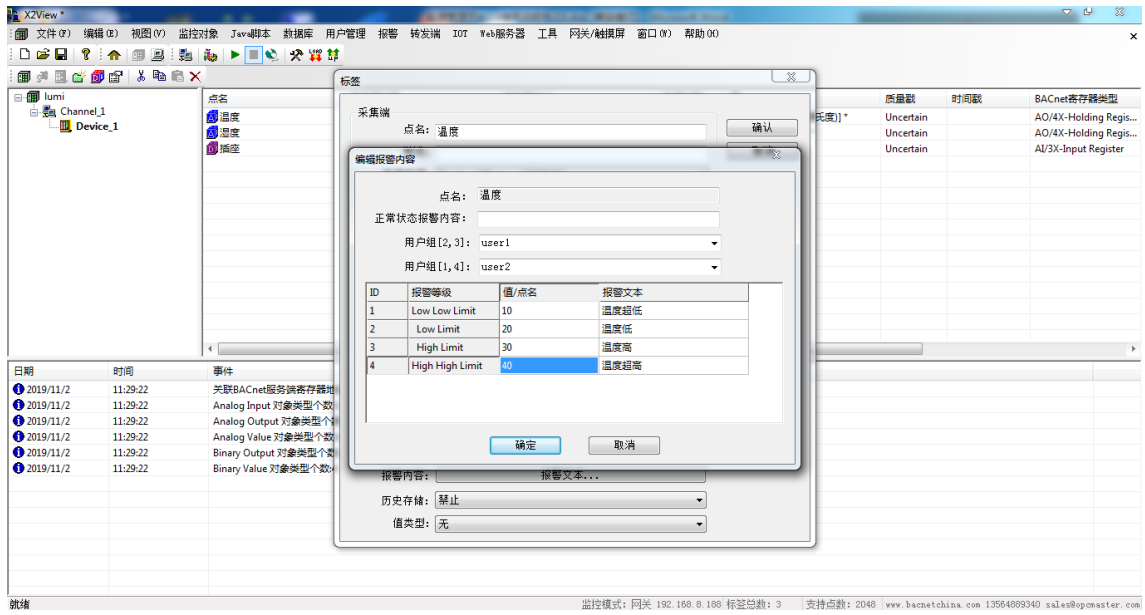 X2View *
文件(F) 编辑(E) 视图(V) 监控对象 Java脚本 数据库 用户管理 报警 转发端 IOT Web服务器 工具 网关/触摸屏 窗口(W) 帮助(H)
lumi
Channel_1
Device_1
点名 质量戳 时间戳 BACnet寄存器类型
温度 氏度)] * Uncertain AO/4X-Holding Regis...
湿度 Uncertain AO/4X-Holding Regis...
插座 Uncertain AI/3X-Input Register
标签
采集端
点名: 温度 确认
编辑报警内容
点名: 温度
正常状态报警内容:
用户组[2,3]: user1
用户组[1,4]: user2
ID 报警等级 值/点名 报警文本
1 Low Low Limit 10 温度超低
2 Low Limit 20 温度低
3 High Limit 30 温度高
4 High High Limit 40 温度超高
确定 取消
报警内容: 报警文本...
历史存储: 禁止
值类型: 无
日期 时间 事件
2019/11/2 11:29:22 关联BACnet服务端寄存器地
2019/11/2 11:29:22 Analog Input 对象类型个数
2019/11/2 11:29:22 Analog Output 对象类型个
2019/11/2 11:29:22 Analog Value 对象类型个数
2019/11/2 11:29:22 Binary Output 对象类型个
2019/11/2 11:29:22 Binary Value 对象类型个数:
就绪 监控模式: 网关 192.168.8.188 标签总数: 3 支持点数: 2048 www.bacnetchina.com 13564889340 sales@opcmaster.com